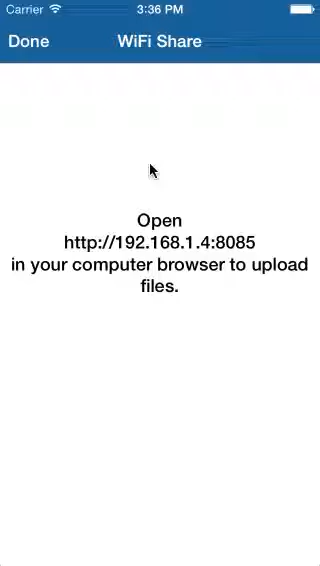 Carrier 3:36 PM
Done WiFi Share
Open
http://192.168.1.4:8085
in your computer browser to upload
files.